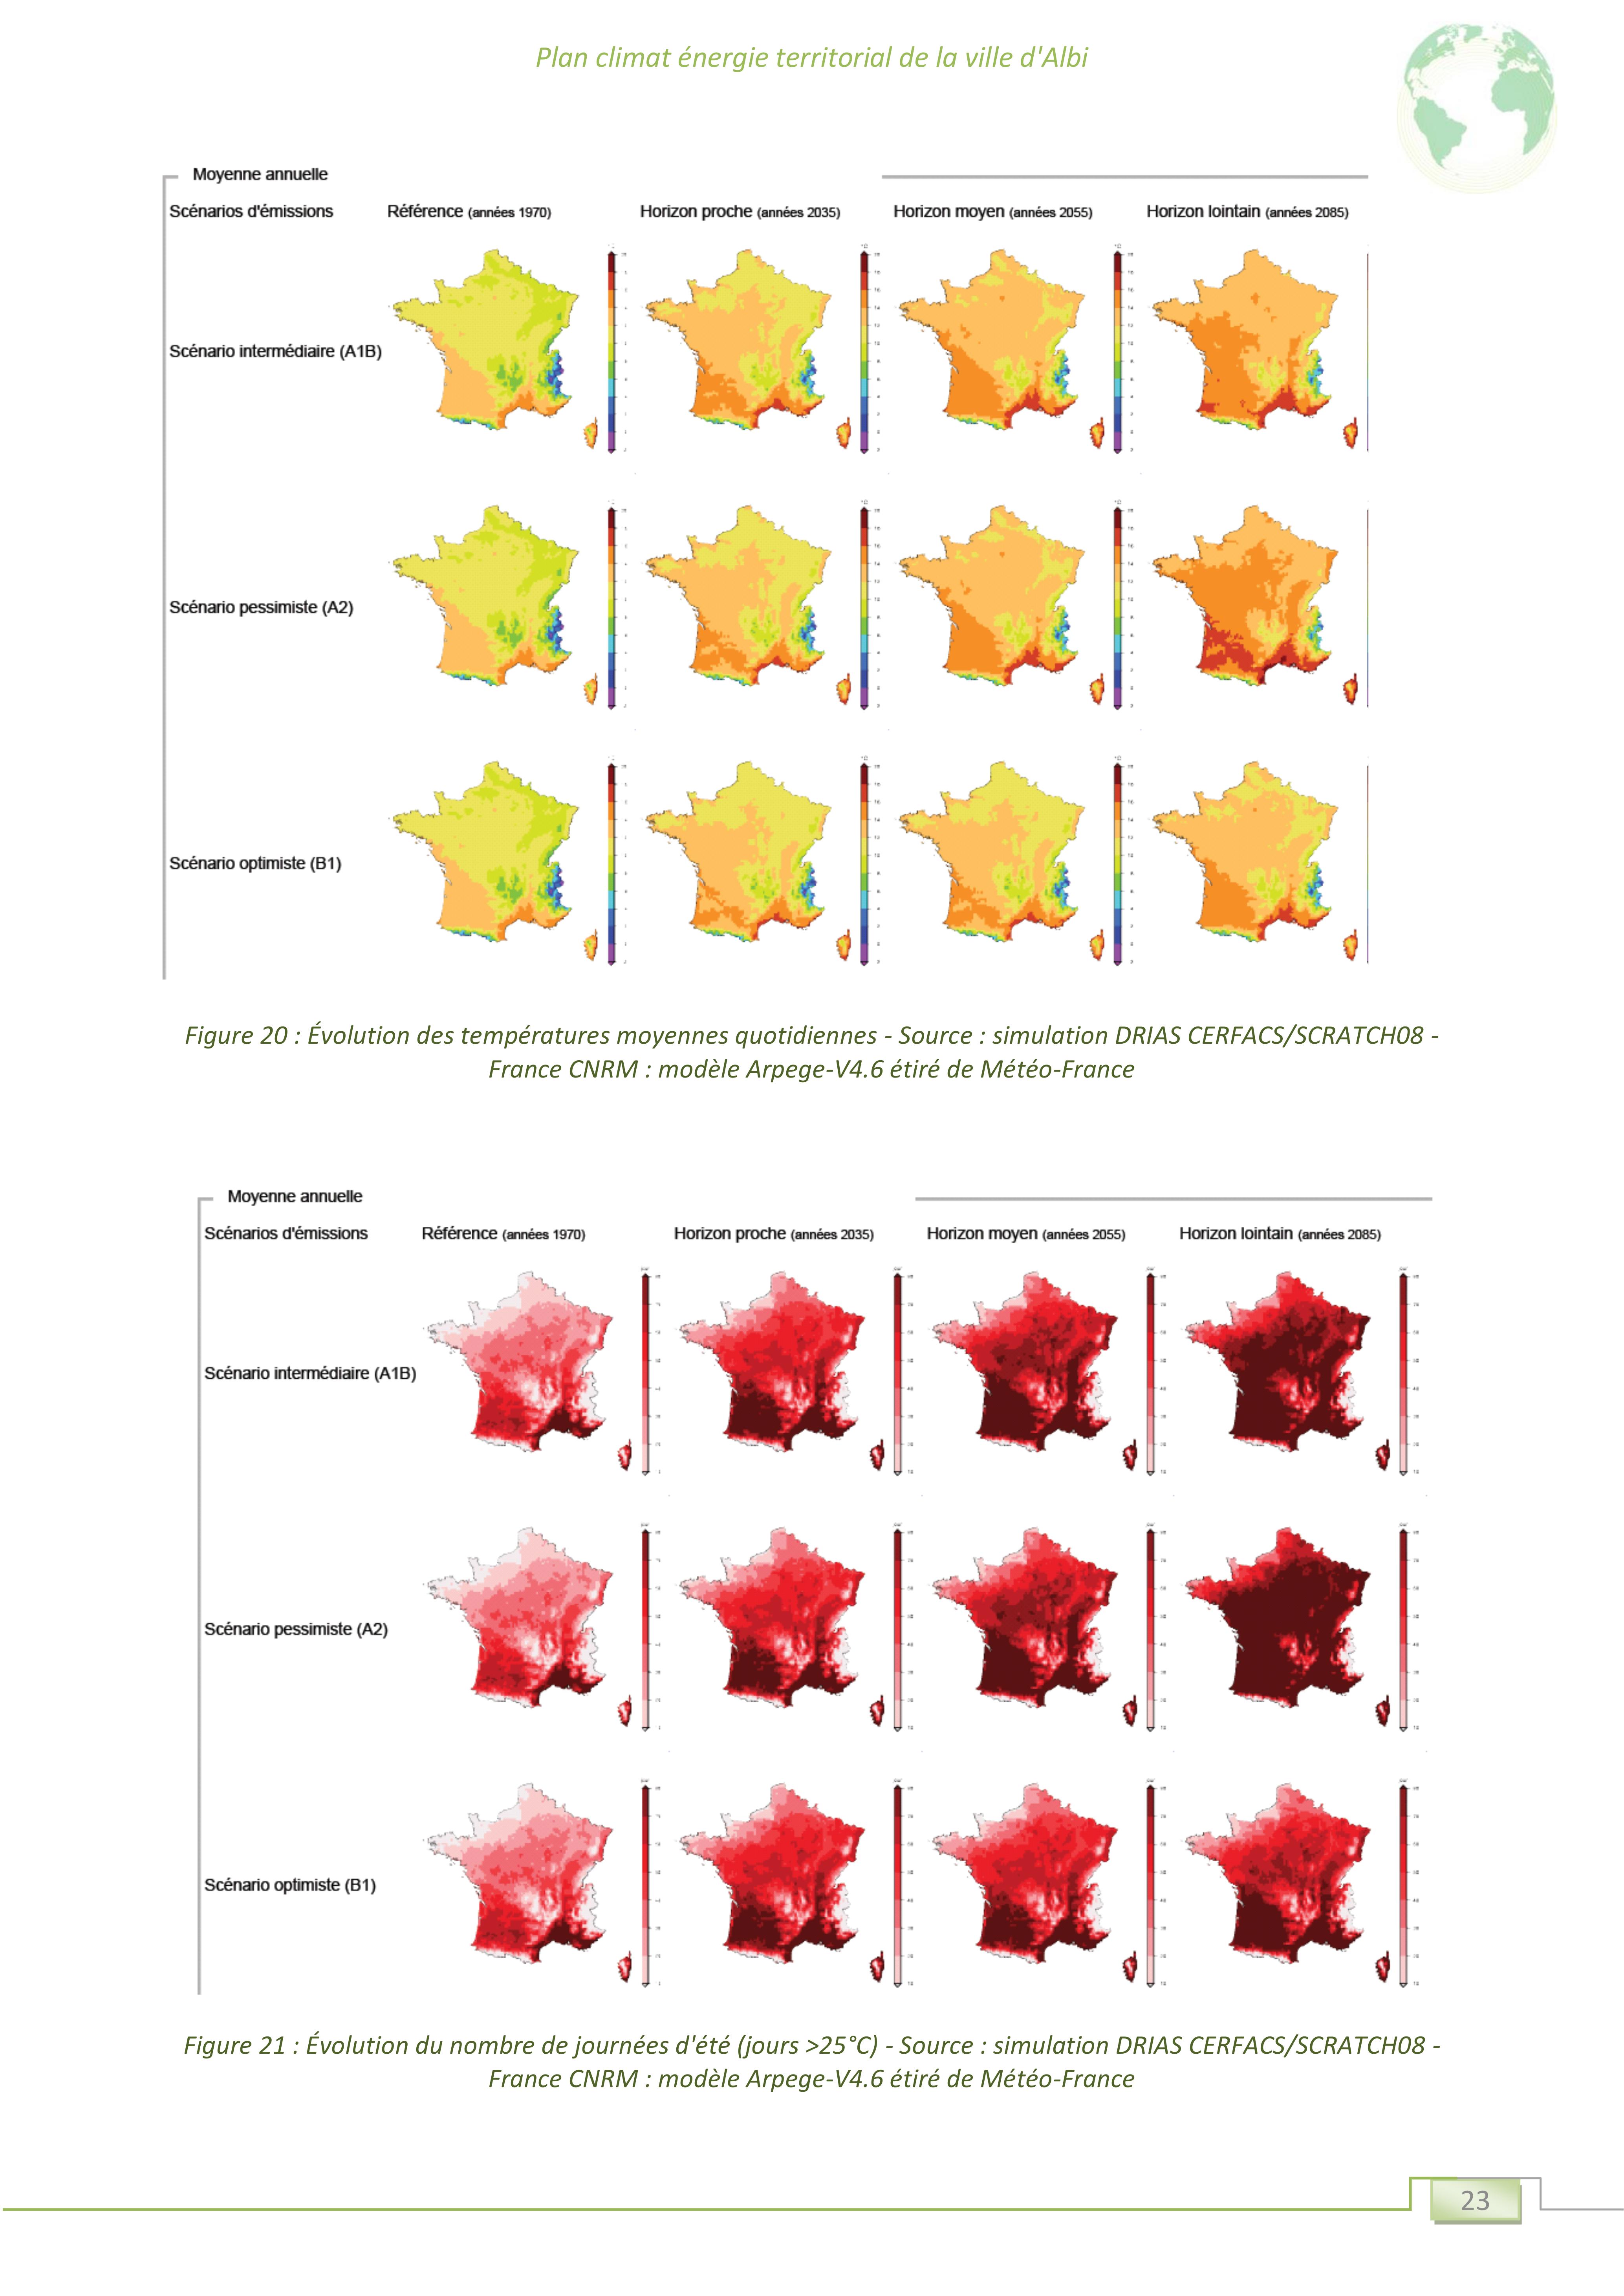 Plan climat énergie territorial de la ville d'Albi
Moyenne annuelle
Scénarios d'émissions Référence (années 1970) Horizon proche (années 2035) Horizon moyen (années 2055) Horizon lointain (années 2085)
Scénario intermédiaire (A1B)
Scénario pessimiste (A2)
Scénario optimiste (B1)
Figure 20 : Évolution des températures moyennes quotidiennes - Source : simulation DRIAS CERFACS/SCRATCH08 -
France CNRM : modèle Arpege-V4.6 étiré de Météo-France
Moyenne annuelle
Scénarios d'émissions Référence (années 1970) Horizon proche (années 2035) Horizon moyen (années 2055) Horizon lointain (années 2085)
Scénario intermédiaire (A1B)
Scénario pessimiste (A2)
Scénario optimiste (B1)
Figure 21 : Évolution du nombre de journées d'été (jours >25°C) - Source : simulation DRIAS CERFACS/SCRATCH08 -
France CNRM : modèle Arpege-V4.6 étiré de Météo-France
23